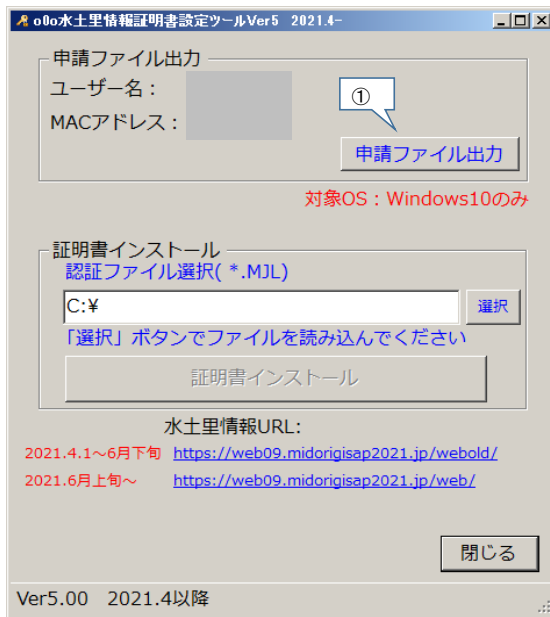 o0o水土里情報証明書設定ツールVer5 2021.4-
申請ファイル出力
ユーザー名：
①
MACアドレス：
申請ファイル出力
対象OS：Windows10のみ
証明書インストール
認証ファイル選択( *.MJL)
C:¥
選択
「選択」ボタンでファイルを読み込んでください
証明書インストール
水土里情報URL:
2021.4.1～6月下旬 https://web09.midorigisap2021.jp/webold/
2021.6月上旬～ https://web09.midorigisap2021.jp/web/
閉じる
Ver5.00 2021.4以降